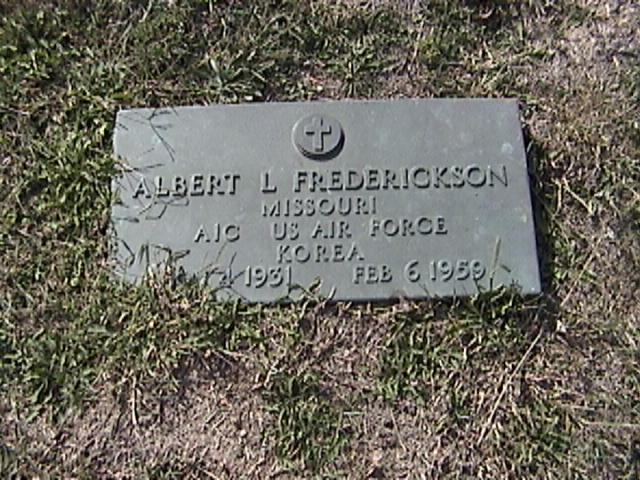 ALBERT L FREDERICKSON
MISSOURI
A1C US AIR FORCE
KOREA
1931 FEB 6 1959